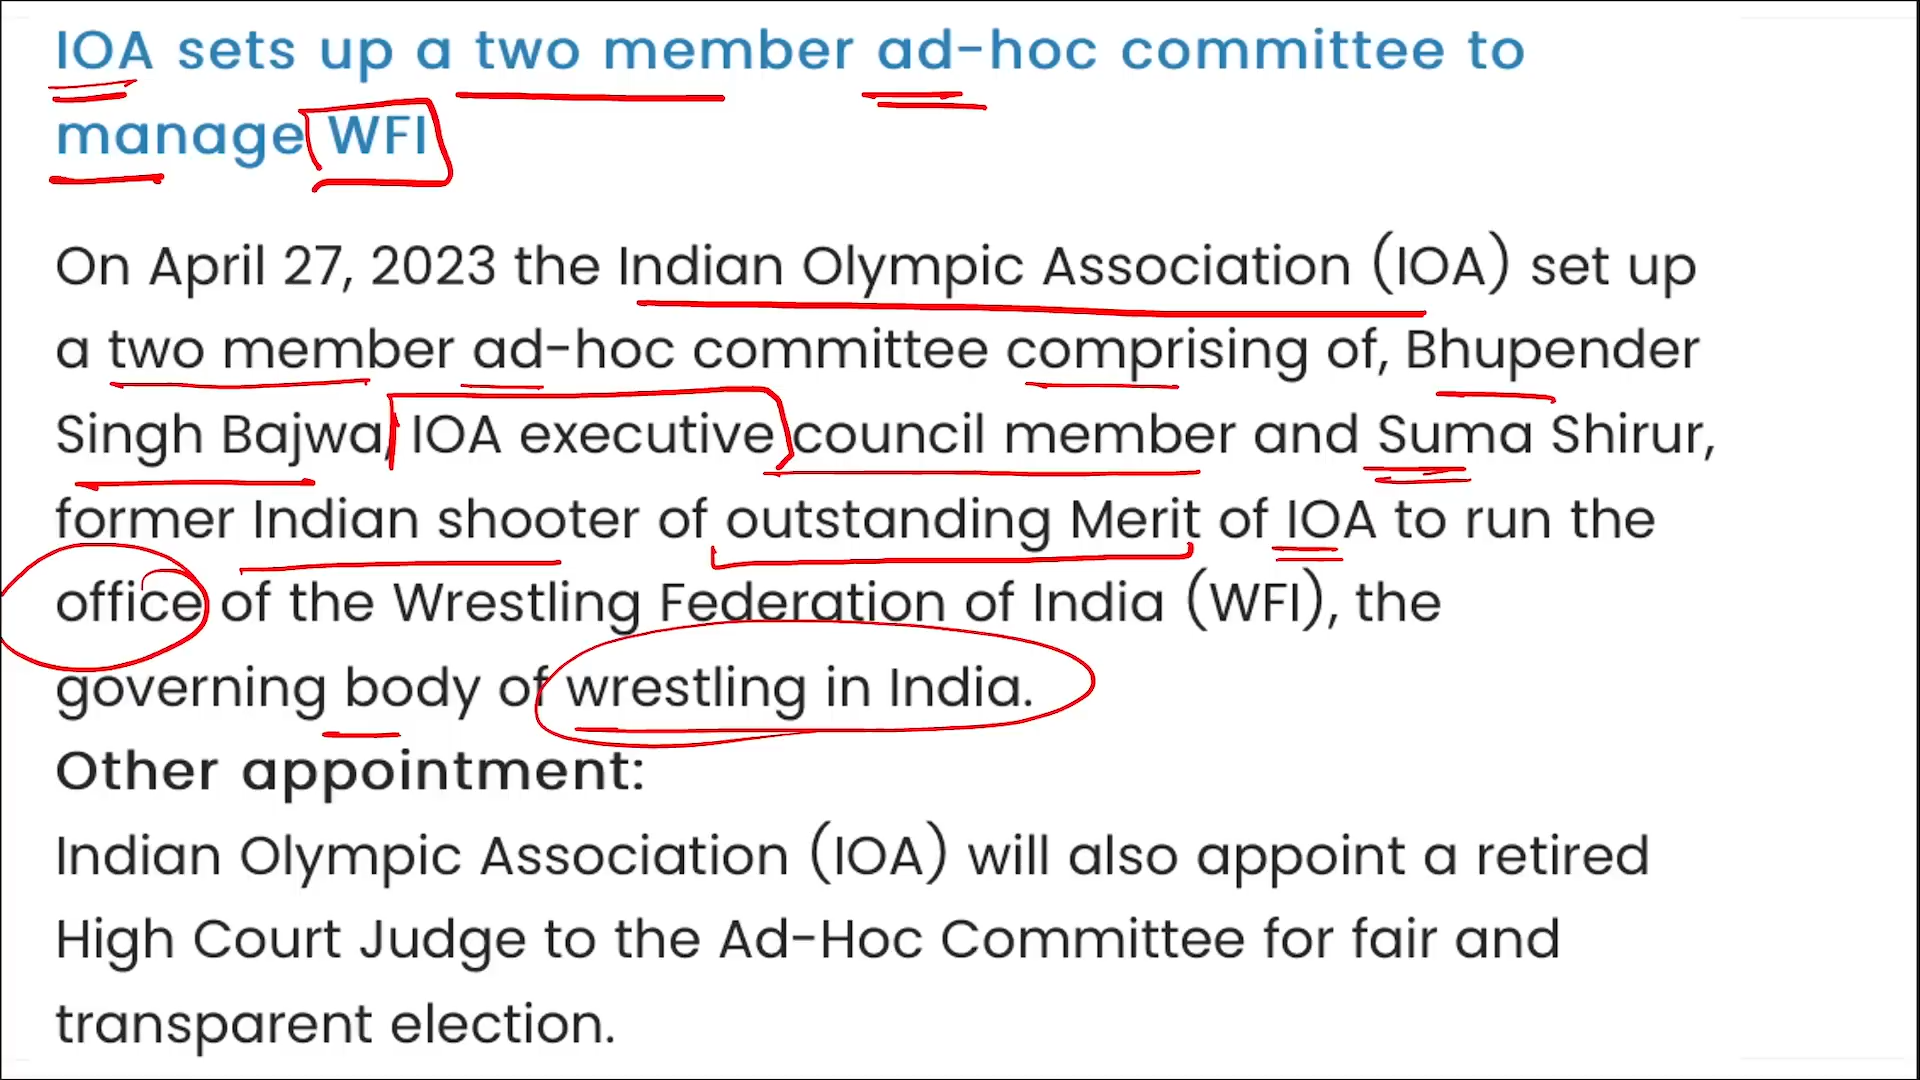 IOA sets up a two member ad-hoc committee to
manage WFI
On April 27, 2023 the Indian Olympic Association (IOA) set up
a two member ad-hoc committee comprising of, Bhupender
Singh Bajwa, IOA executive council member and Suma Shirur,
former Indian shooter of outstanding Merit of IOA to run the
office of the Wrestling Federation of India (WFI), the
governing body of wrestling in India.
Other appointment:
Indian Olympic Association (IOA) will also appoint a retired
High Court Judge to the Ad-Hoc Committee for fair and
transparent election.